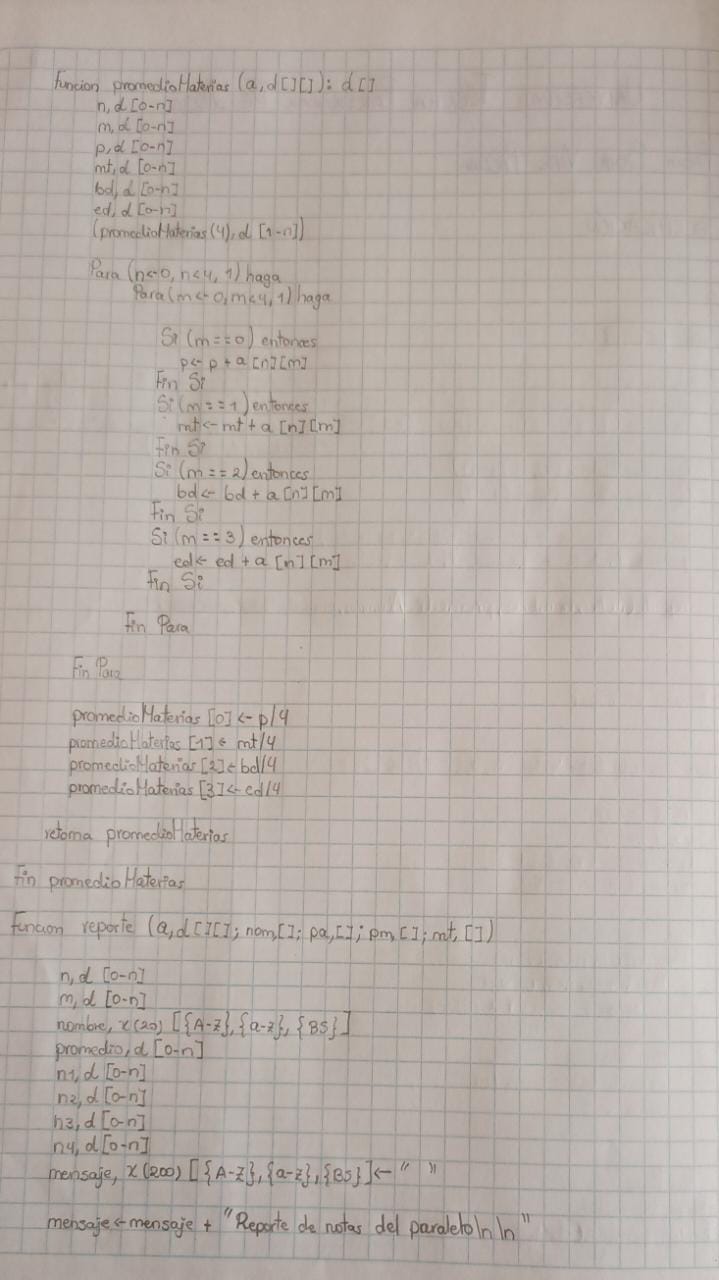 Funcion promedioMaterias (a,d[][]): d[]
n,d [0-n]
m,d [0-n]
p,d [0-n]
mt,d [0-n]
bd, d [0-n]
ed, d [0-n]
(promedioMaterias(4), d [1-n])
Para (n<-0, n<4, 1) haga
Para (m<-0, m<4, 1) haga
Si (m==0) entonces
p<- p + a [n][m]
Fin Si
Si (m==1) entonces
mt<- mt + a [n][m]
Fin Si
Si (m==2) entonces
bd<- bd + a [n][m]
Fin Si
Si (m==3) entonces
ed<- ed + a [n][m]
Fin Si
Fin Para
Fin Para
promedioMaterias [0] <- p/4
promedioMaterias [1] <- mt/4
promedioMaterias [2] <- bd/4
promedioMaterias [3] <- ed/4
retorna promedioMaterias
Fin promedioMaterias
Funcion reporte (a,d[][]; nom,[]; pa,[]; pm,[]; mt,[])
n,d [0-n]
m,d [0-n]
nombre, x(20) [{A-Z},{a-z},{BS}]
promedio, d [0-n]
n1, d [0-n]
n2, d [0-n]
n3, d [0-n]
n4, d [0-n]
mensaje, x(200) [{A-Z},{a-z},{BS}] <- " "
mensaje <- mensaje + "Reporte de notas del paralelo\n\n"